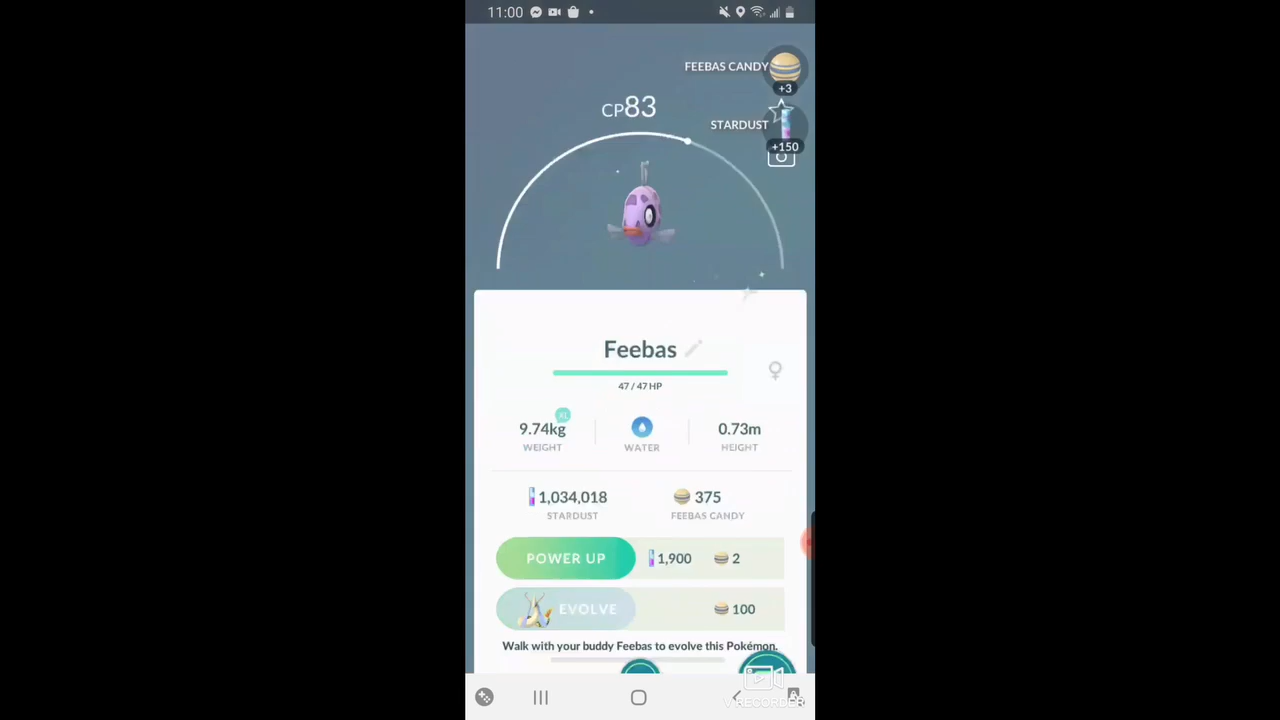 11:00
FEEBAS CANDY
+3
CP83
STARDUST
+150
Feebas
47 / 47 HP
XL
9.74kg
WEIGHT
WATER
0.73m
HEIGHT
1,034,018
STARDUST
375
FEEBAS CANDY
POWER UP
1,900
2
EVOLVE
100
Walk with your buddy Feebas to evolve this Pokémon.
V RECORDER